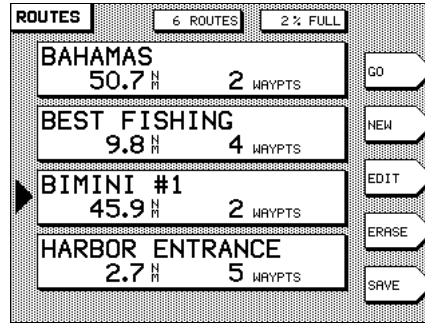 ROUTES 6 ROUTES 2% FULL
BAHAMAS
50.7 NM 2 WAYPTS
GO
BEST FISHING
9.8 NM 4 WAYPTS
NEW
BIMINI #1
45.9 NM 2 WAYPTS
EDIT
HARBOR ENTRANCE
2.7 NM 5 WAYPTS
ERASE
SAVE